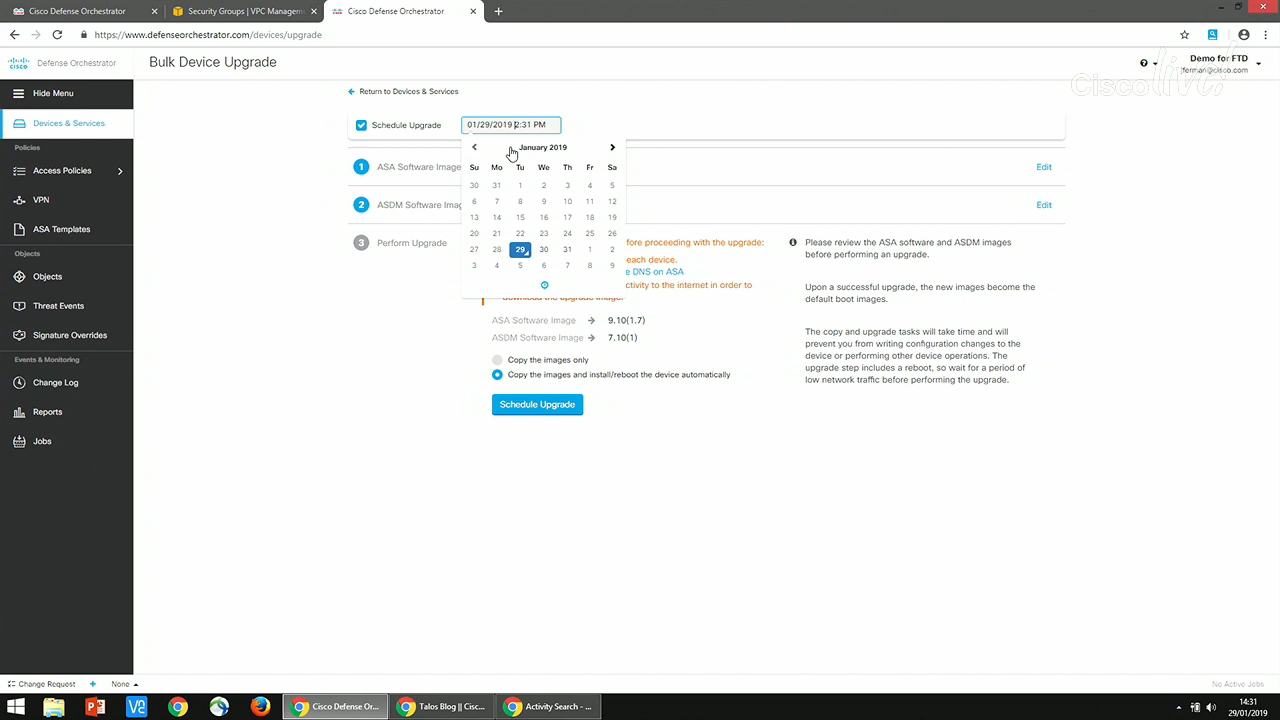 Cisco Defense Orchestrator
Security Groups | VPC Managem
Cisco Defense Orchestrator
https://www.defenseorchestrator.com/devices/upgrade
CISCO
Defense Orchestrator
Bulk Device Upgrade
Demo for FTD
jferman@cisco.com
Cisco live!
Hide Menu
Devices & Services
Policies
Access Policies
VPN
ASA Templates
Objects
Objects
Threat Events
Signature Overrides
Events & Monitoring
Change Log
Reports
Jobs
Return to Devices & Services
Schedule Upgrade
01/29/2019 2:31 PM
January 2019
Su Mo Tu We Th Fr Sa
30 31 1 2 3 4 5
6 7 8 9 10 11 12
13 14 15 16 17 18 19
20 21 22 23 24 25 26
27 28 29 30 31 1 2
3 4 5 6 7 8 9
1 ASA Software Image
Edit
2 ASDM Software Imag
Edit
3 Perform Upgrade
fore proceeding with the upgrade:
each device.
e DNS on ASA
ctivity to the internet in order to
download the upgrade image.
ASA Software Image 9.10(1.7)
ASDM Software Image 7.10(1)
Copy the images only
Copy the images and install/reboot the device automatically
Schedule Upgrade
Please review the ASA software and ASDM images
before performing an upgrade.
Upon a successful upgrade, the new images become the
default boot images.
The copy and upgrade tasks will take time and will
prevent you from writing configuration changes to the
device or performing other device operations. The
upgrade step includes a reboot, so wait for a period of
low network traffic before performing the upgrade.
Change Request + None
No Active Jobs
Cisco Defense Or...
Talos Blog || Cisc...
Activity Search - ...
14:31
29/01/2019